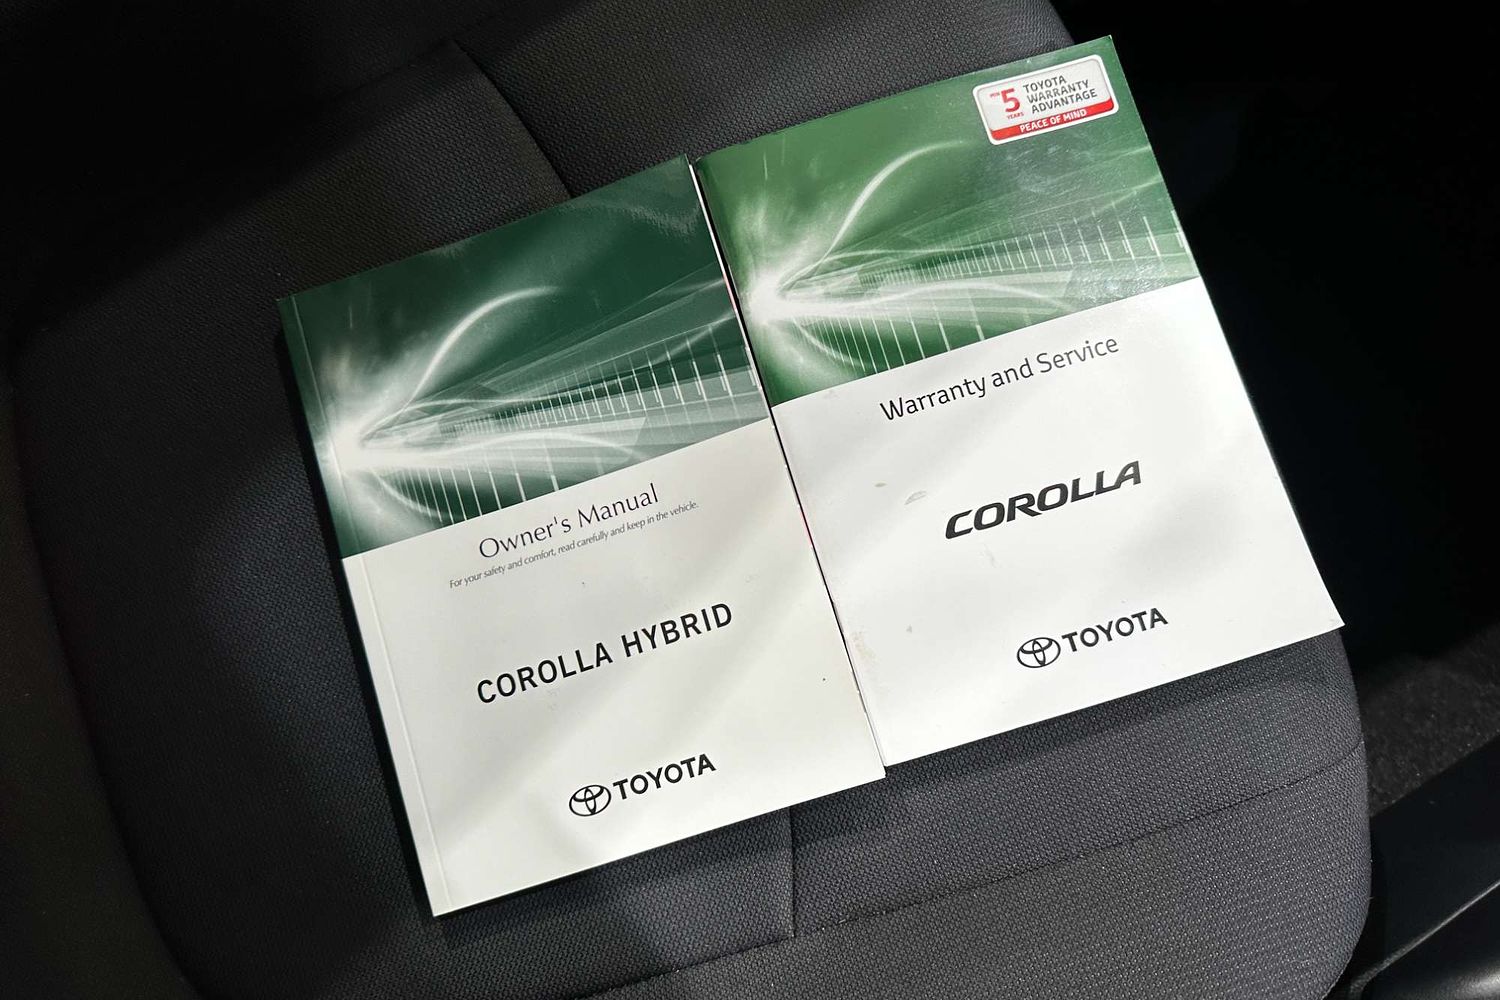 Owner's Manual
For your safety and comfort, read carefully and keep in the vehicle.
COROLLA HYBRID
TOYOTA
5
YEARS
TOYOTA
WARRANTY
ADVANTAGE
PEACE OF MIND
Warranty and Service
COROLLA
TOYOTA